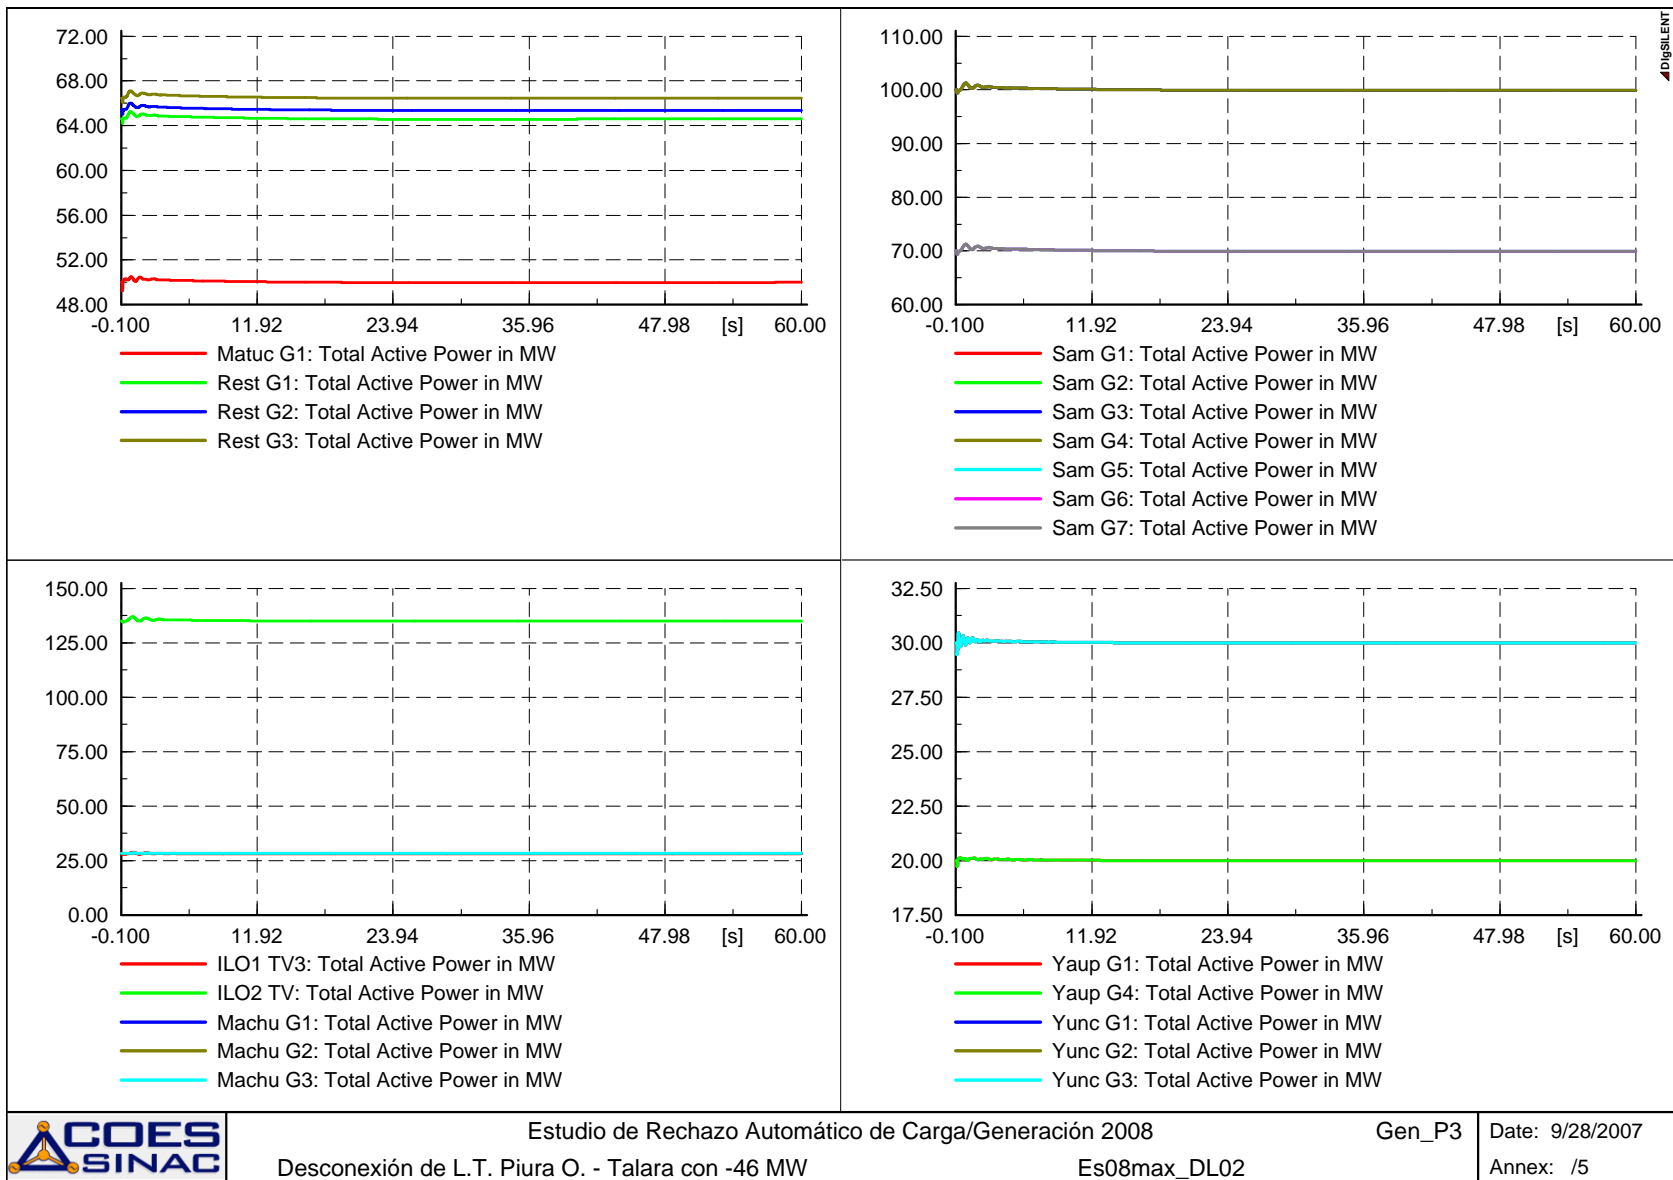 DIgSILENT
72.00
68.00
64.00
60.00
56.00
52.00
48.00
-0.100 11.92 23.94 35.96 47.98 [s] 60.00
Matuc G1: Total Active Power in MW
Rest G1: Total Active Power in MW
Rest G2: Total Active Power in MW
Rest G3: Total Active Power in MW
110.00
100.00
90.00
80.00
70.00
60.00
-0.100 11.92 23.94 35.96 47.98 [s] 60.00
Sam G1: Total Active Power in MW
Sam G2: Total Active Power in MW
Sam G3: Total Active Power in MW
Sam G4: Total Active Power in MW
Sam G5: Total Active Power in MW
Sam G6: Total Active Power in MW
Sam G7: Total Active Power in MW
150.00
125.00
100.00
75.00
50.00
25.00
0.00
-0.100 11.92 23.94 35.96 47.98 [s] 60.00
ILO1 TV3: Total Active Power in MW
ILO2 TV: Total Active Power in MW
Machu G1: Total Active Power in MW
Machu G2: Total Active Power in MW
Machu G3: Total Active Power in MW
32.50
30.00
27.50
25.00
22.50
20.00
17.50
-0.100 11.92 23.94 35.96 47.98 [s] 60.00
Yaup G1: Total Active Power in MW
Yaup G4: Total Active Power in MW
Yunc G1: Total Active Power in MW
Yunc G2: Total Active Power in MW
Yunc G3: Total Active Power in MW
COES
SINAC
Estudio de Rechazo Automático de Carga/Generación 2008 Gen_P3
Desconexión de L.T. Piura O. - Talara con -46 MW Es08max_DL02
Date: 9/28/2007
Annex: /5